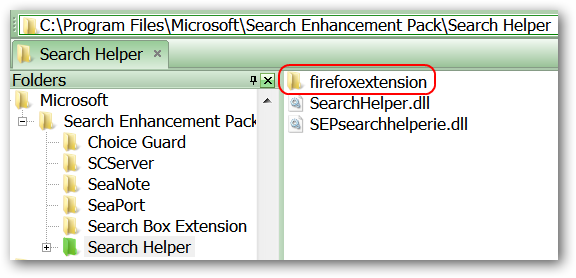 C:\Program Files\Microsoft\Search Enhancement Pack\Search Helper
Search Helper
Folders
Microsoft
Search Enhancement Pack
Choice Guard
SCServer
SeaNote
SeaPort
Search Box Extension
Search Helper
firefoxextension
SearchHelper.dll
SEPsearchhelperie.dll